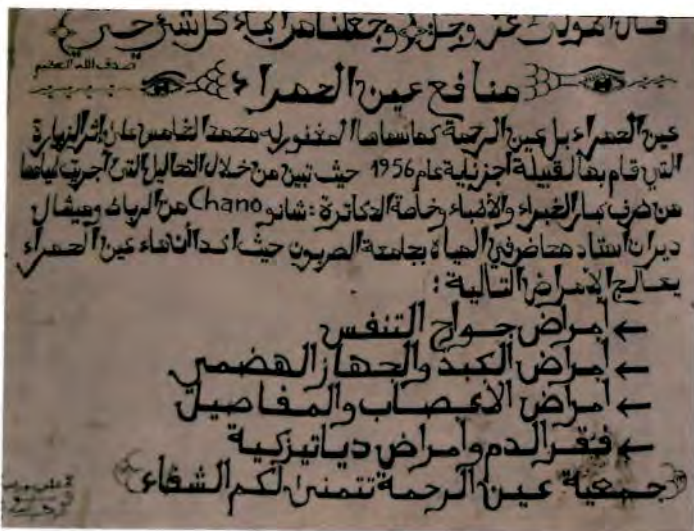 قال المولى عز وجل ﴿وجعلنا من الماء كل شيء حي﴾
صدق الله العظيم
منافع عين الحمراء
عين الحمراء بل عين الرحمة كما سماها المغفور له محمد الخامس على إثر الزيارة
التي قام بها لقبيلة اجزناية عام 1956 حيث تبين من خلال التحاليل التي أجريت لمياهها
من طرف كبار الخبراء والأطباء وخاصة الدكاترة : شانو Chano من الرباط وميشال
ديران أستاذ محاضر في المياه بجامعة الصربون حيث أكد أن ماء عين الحمراء
يعالج الأمراض التالية :
← أمراض جواح التنفس
← أمراض الكبد والجهاز الهضمي
← أمراض الأعصاب والمفاصيل
← فقر الدم وأمراض دياتيزكية
﴿جمعية عين الرحمة تتمنى لكم الشفاء﴾